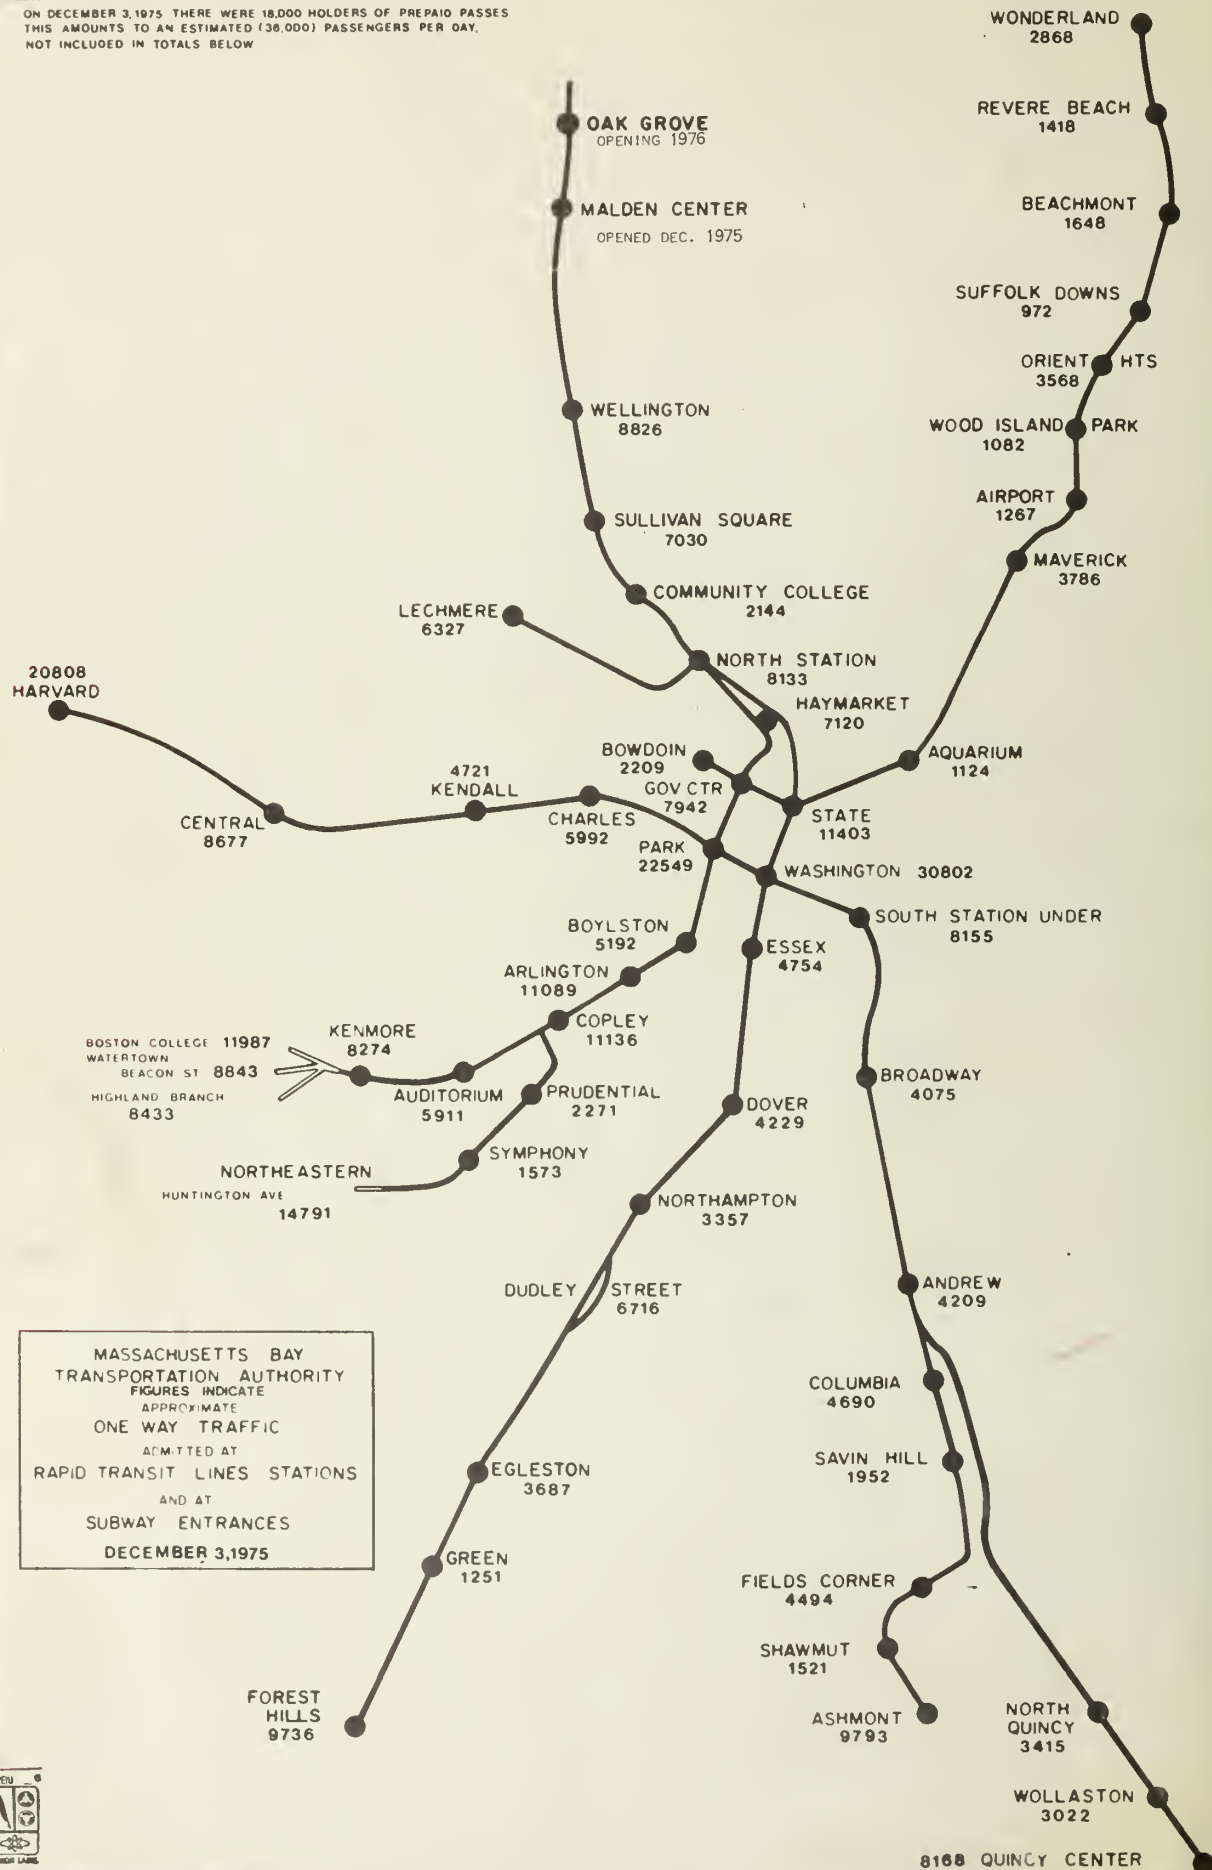 ON DECEMBER 3,1975 THERE WERE 18,000 HOLDERS OF PREPAID PASSES
THIS AMOUNTS TO AN ESTIMATED (36,000) PASSENGERS PER DAY,
NOT INCLUDED IN TOTALS BELOW
WONDERLAND
2868
REVERE BEACH
1418
BEACHMONT
1648
SUFFOLK DOWNS
972
ORIENT HTS
3568
WOOD ISLAND PARK
1082
AIRPORT
1267
MAVERICK
3786
AQUARIUM
1124
OAK GROVE
OPENING 1976
MALDEN CENTER
OPENED DEC. 1975
WELLINGTON
8826
SULLIVAN SQUARE
7030
COMMUNITY COLLEGE
2144
LECHMERE
6327
NORTH STATION
8133
HAYMARKET
7120
BOWDOIN
2209
GOV CTR
7942
STATE
11403
20808
HARVARD
CENTRAL
8677
4721
KENDALL
CHARLES
5992
PARK
22549
WASHINGTON 30802
SOUTH STATION UNDER
8155
BOYLSTON
5192
ESSEX
4754
ARLINGTON
11089
COPLEY
11136
KENMORE
8274
BOSTON COLLEGE 11987
WATERTOWN
BEACON ST 8843
HIGHLAND BRANCH
8433
AUDITORIUM
5911
PRUDENTIAL
2271
SYMPHONY
1573
NORTHEASTERN
HUNTINGTON AVE
14791
BROADWAY
4075
DOVER
4229
NORTHAMPTON
3357
DUDLEY STREET
6716
ANDREW
4209
COLUMBIA
4690
SAVIN HILL
1952
EGLESTON
3687
GREEN
1251
FOREST
HILLS
9736
FIELDS CORNER
4494
SHAWMUT
1521
ASHMONT
9793
NORTH
QUINCY
3415
WOLLASTON
3022
8168 QUINCY CENTER
MASSACHUSETTS BAY
TRANSPORTATION AUTHORITY
FIGURES INDICATE
APPROXIMATE
ONE WAY TRAFFIC
ADMITTED AT
RAPID TRANSIT LINES STATIONS
AND AT
SUBWAY ENTRANCES
DECEMBER 3,1975